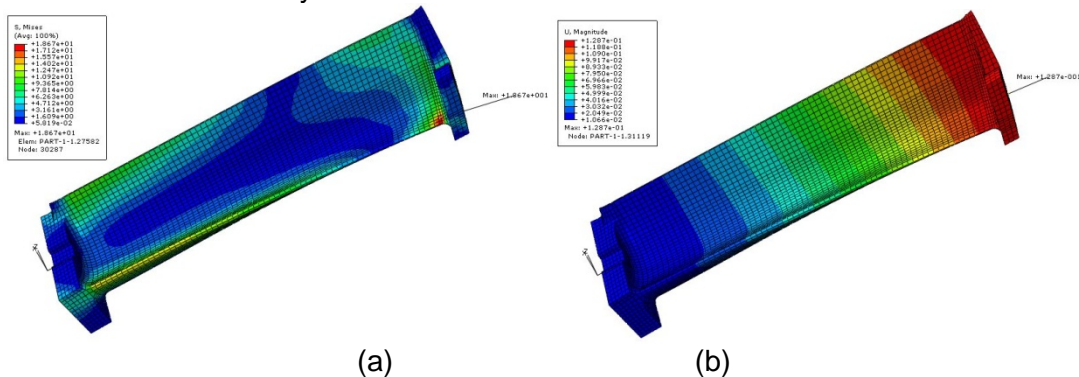 S, Mises
(Avg: 100%)
+1.867e+01
+1.712e+01
+1.557e+01
+1.402e+01
+1.247e+01
+1.092e+01
+9.365e+00
+7.814e+00
+6.263e+00
+4.712e+00
+3.161e+00
+1.609e+00
+5.819e-02
Max: +1.867e+01
Elem: PART-1-1.27582
Node: 30287
Max: +1.867e+001
Z
(a)
U, Magnitude
+1.287e-01
+1.188e-01
+1.090e-01
+9.917e-02
+8.933e-02
+7.950e-02
+6.966e-02
+5.983e-02
+4.999e-02
+4.016e-02
+3.032e-02
+2.049e-02
+1.066e-02
Max: +1.287e-01
Node: PART-1-1.31119
Max: +1.287e-001
Z
(b)